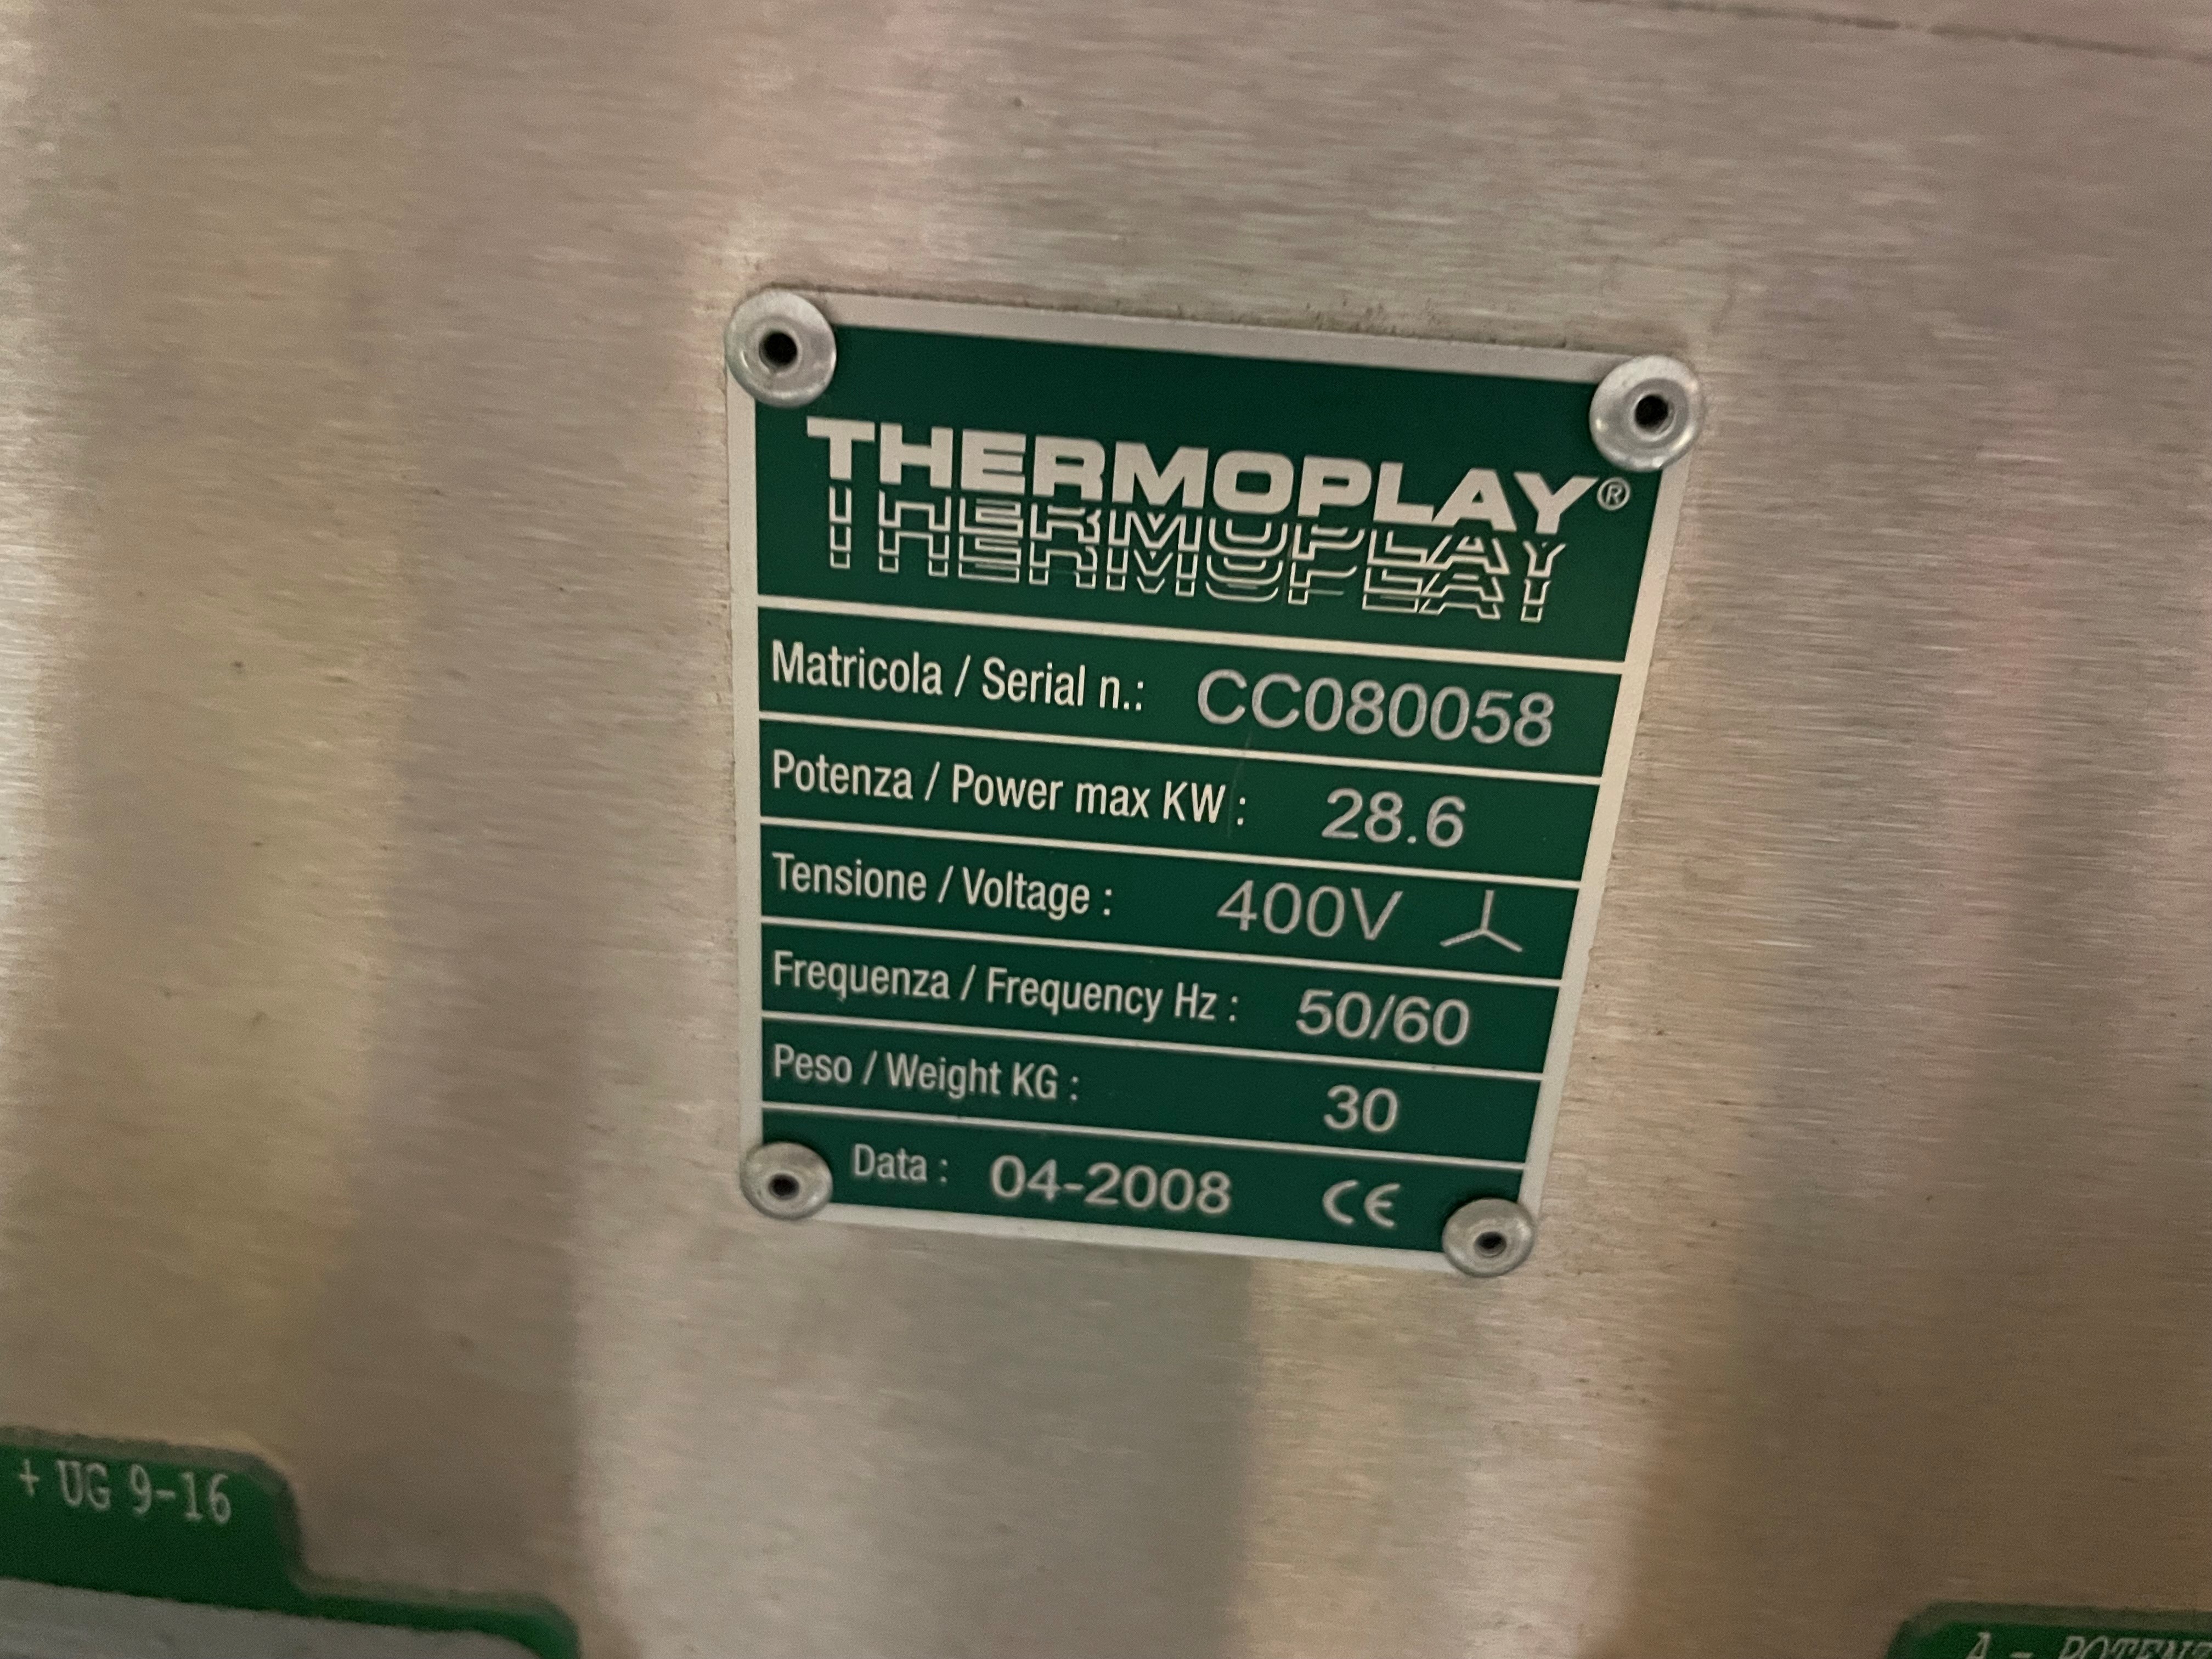 THERMOPLAY®
Matricola / Serial n.: CC080058
Potenza / Power max KW : 28.6
Tensione / Voltage : 400V
Frequenza / Frequency Hz : 50/60
Peso / Weight KG : 30
Data : 04-2008 CE
+ UG 9-16
A -